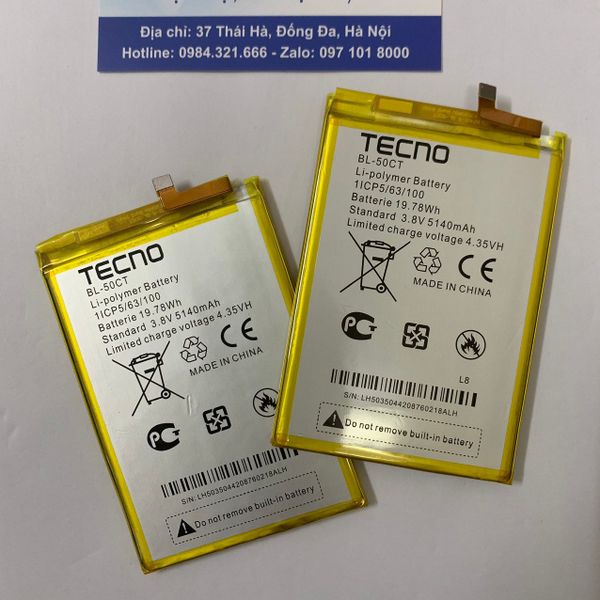 Địa chỉ: 37 Thái Hà, Đống Đa, Hà Nội
Hotline: 0984.321.666 - Zalo: 097 101 8000
TECNO
BL-50CT
Li-polymer Battery
1ICP5/63/100
Batterie 19.78Wh
Standard 3.8V 5140mAh
Limited charge voltage 4.35VH
CE
MADE IN CHINA
PC
S/N: LH5035044208760218ALH
Do not remove built-in battery
TECNO
BL-50CT
Li-polymer Battery
1ICP5/63/100
Batterie 19.78Wh
Standard 3.8V 5140mAh
Limited charge voltage 4.35VH
CE
MADE IN CHINA
PC
L8
S/N: LH5035044208760218ALH
Do not remove built-in battery